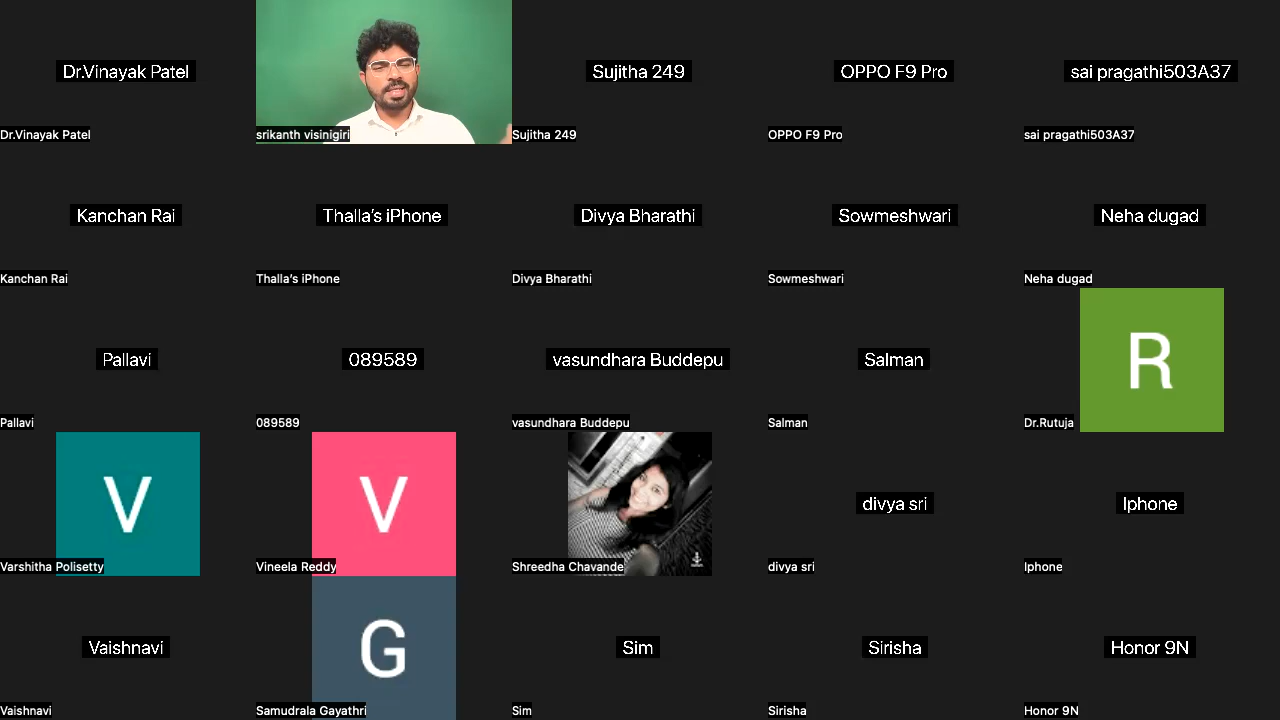 Dr.Vinayak Patel
Dr.Vinayak Patel
srikanth visinigiri
Sujitha 249
Sujitha 249
OPPO F9 Pro
OPPO F9 Pro
sai pragathi503A37
sai pragathi503A37
Kanchan Rai
Kanchan Rai
Thalla's iPhone
Thalla's iPhone
Divya Bharathi
Divya Bharathi
Sowmeshwari
Sowmeshwari
Neha dugad
Neha dugad
Pallavi
Pallavi
089589
089589
vasundhara Buddepu
vasundhara Buddepu
Salman
Salman
R
Dr.Rutuja
V
Varshitha Polisetty
V
Vineela Reddy
Shreedha Chavande
divya sri
divya sri
Iphone
Iphone
Vaishnavi
Vaishnavi
G
Samudrala Gayathri
Sim
Sim
Sirisha
Sirisha
Honor 9N
Honor 9N